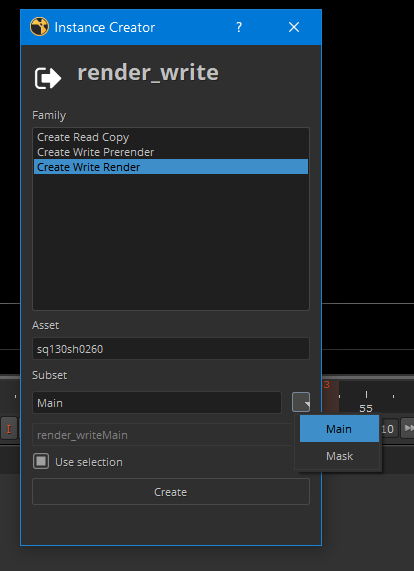 Instance Creator ? ×
render_write
Family
Create Read Copy
Create Write Prerender
Create Write Render
Asset
sq130sh0260
Subset
3
Main
55
Main
I
10
render_writeMain
Mask
Use selection
Create